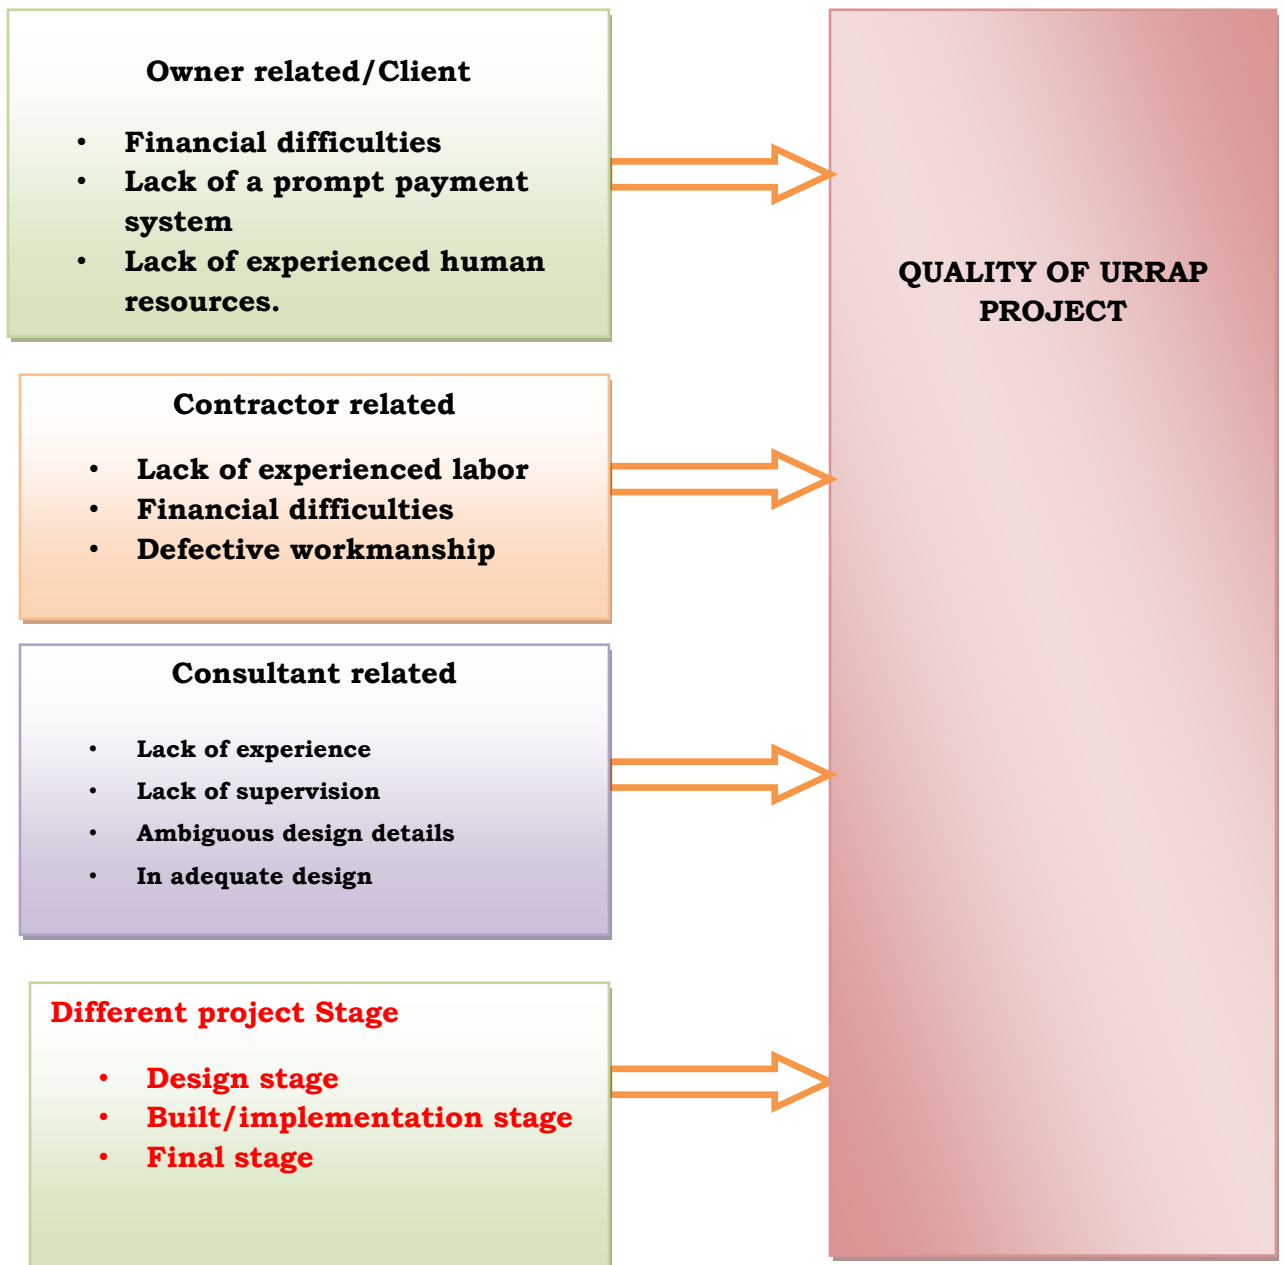 Owner related/Client
• Financial difficulties
• Lack of a prompt payment
system
• Lack of experienced human
resources.
QUALITY OF URRAP
PROJECT
Contractor related
• Lack of experienced labor
• Financial difficulties
• Defective workmanship
Consultant related
• Lack of experience
• Lack of supervision
• Ambiguous design details
• In adequate design
Different project Stage
• Design stage
• Built/implementation stage
• Final stage